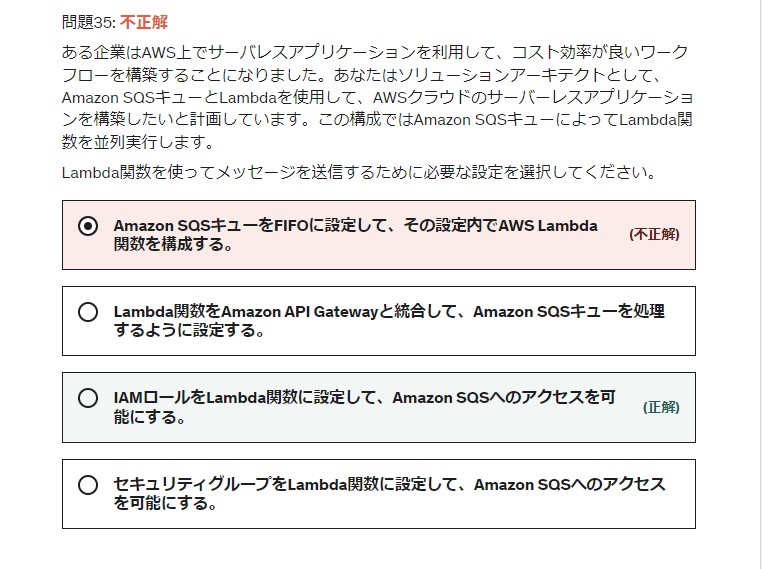 問題35: 不正解
ある企業はAWS上でサーバレスアプリケーションを利用して、コスト効率が良いワーク
フローを構築することになりました。あなたはソリューションアーキテクトとして、
Amazon SQSキューとLambdaを使用して、AWSクラウドのサーバーレスアプリケーショ
ンを構築したいと計画しています。この構成ではAmazon SQSキューによってLambda関
数を並列実行します。
Lambda関数を使ってメッセージを送信するために必要な設定を選択してください。
Amazon SQSキューをFIFOに設定して、その設定内でAWS Lambda
関数を構成する。
(不正解)
Lambda関数をAmazon API Gatewayと統合して、Amazon SQSキューを処理
するように設定する。
IAMロールをLambda関数に設定して、Amazon SQSへのアクセスを可
能にする。
(正解)
セキュリティグループをLambda関数に設定して、Amazon SQSへのアクセス
を可能にする。